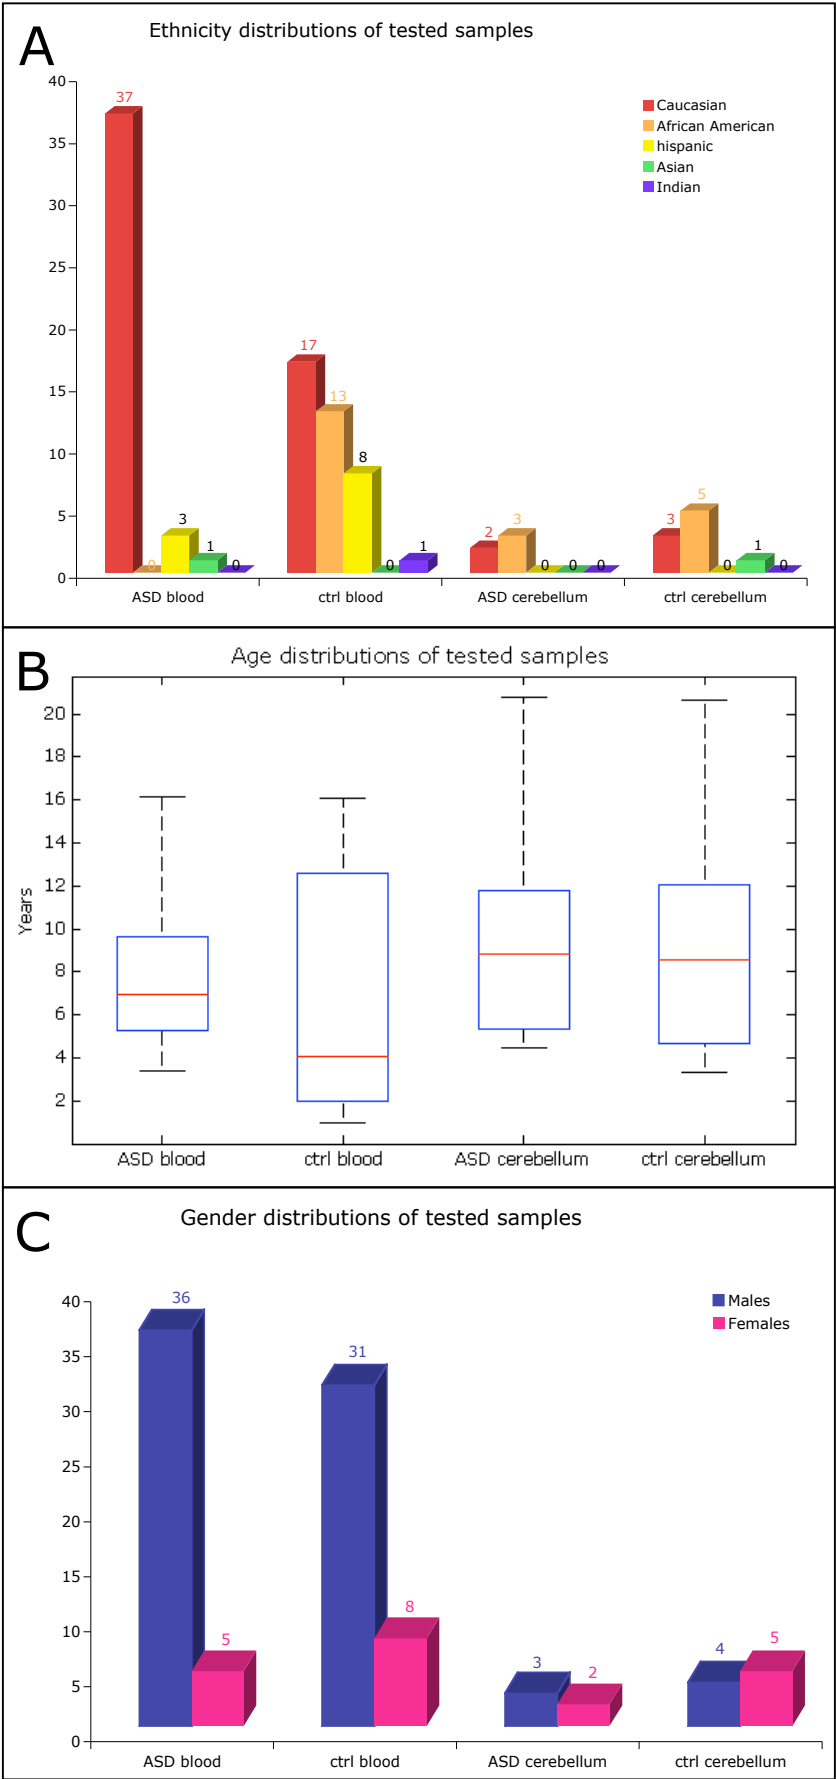 A
Ethnicity distributions of tested samples
40
35
30
25
20
15
10
5
0
37
0
3
1
0
17
13
8
0
1
2
3
0
0
0
3
5
0
1
0
Caucasian
African American
hispanic
Asian
Indian
ASD blood
ctrl blood
ASD cerebellum
ctrl cerebellum
B
Age distributions of tested samples
Years
20
18
16
14
12
10
8
6
4
2
ASD blood
ctrl blood
ASD cerebellum
ctrl cerebellum
C
Gender distributions of tested samples
40
35
30
25
20
15
10
5
0
36
5
31
8
3
2
4
5
Males
Females
ASD blood
ctrl blood
ASD cerebellum
ctrl cerebellum